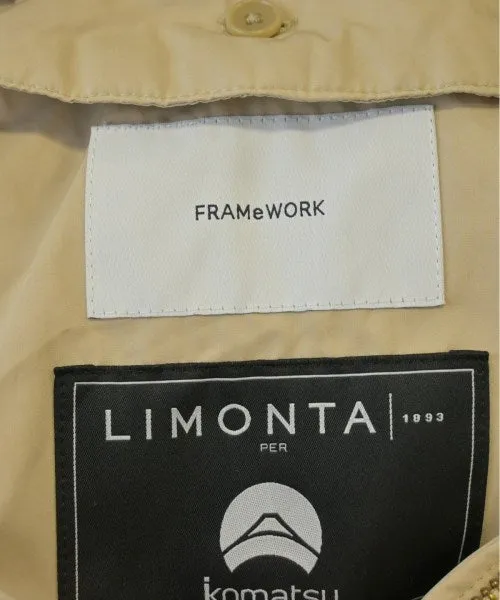 FRAMeWORK
LIMONTA 1893
PER
komatsu